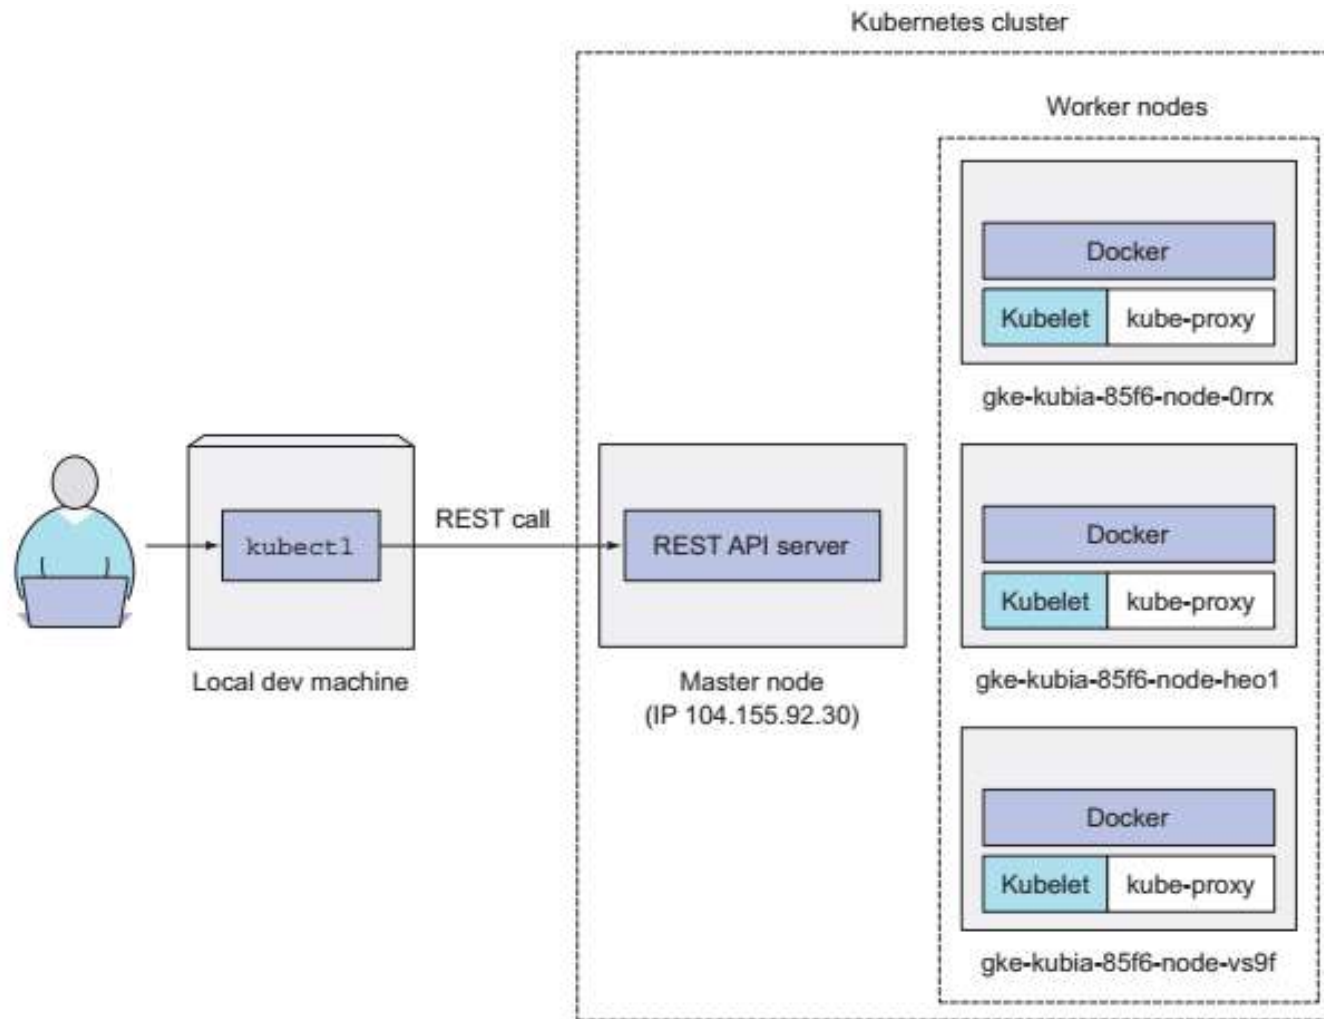 Kubernetes cluster
Worker nodes
Docker
Kubelet
kube-proxy
gke-kubia-85f6-node-0rrx
kubectl
REST call
REST API server
Docker
Kubelet
kube-proxy
Local dev machine
Master node
(IP 104.155.92.30)
gke-kubia-85f6-node-heo1
Docker
Kubelet
kube-proxy
gke-kubia-85f6-node-vs9f